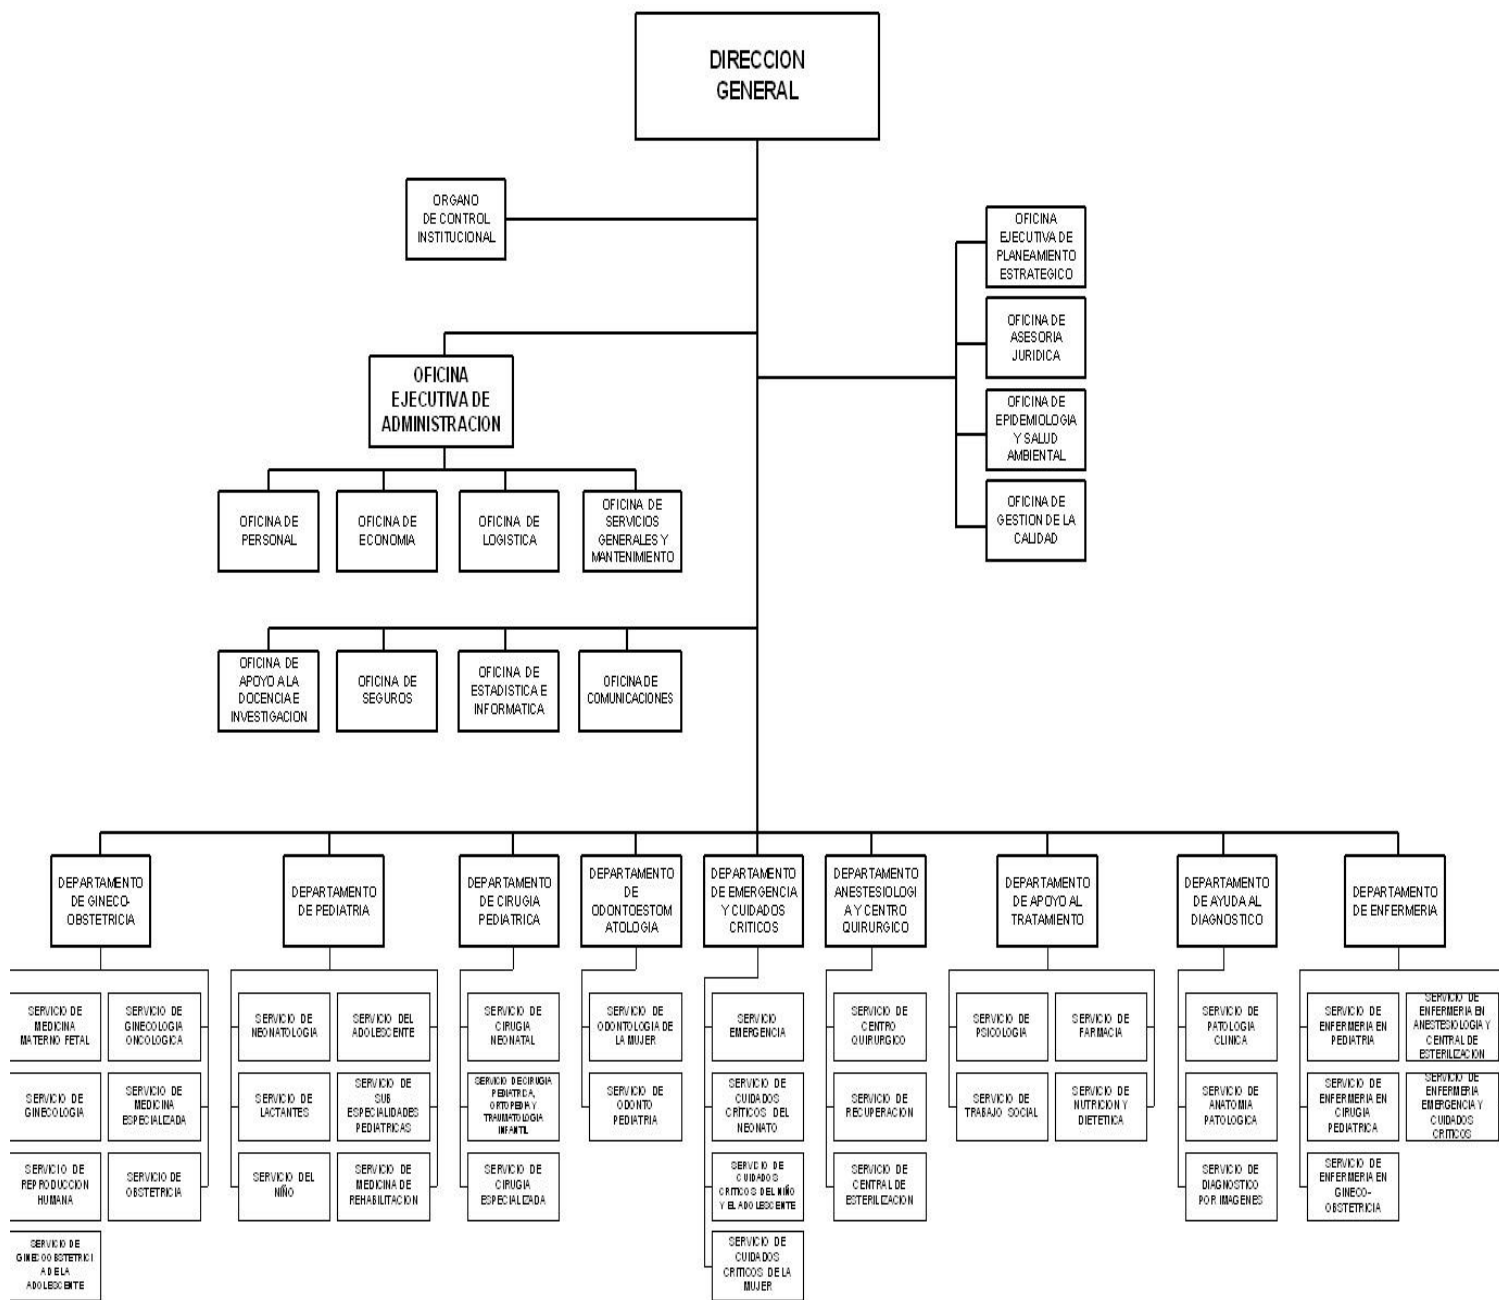 DIRECCION
GENERAL
ORGANO
DE CONTROL
INSTITUCIONAL
OFICINA
EJECUTIVA DE
PLANEAMIENTO
ESTRATEGICO
OFICINA DE
ASESORIA
JURIDICA
OFICINA DE
EPIDEMIOLOGIA
Y SALUD
AMBIENTAL
OFICINA DE
GESTION DE LA
CALIDAD
OFICINA
EJECUTIVA DE
ADMINISTRACION
OFICINA DE
PERSONAL
OFICINA DE
ECONOMIA
OFICINA DE
LOGISTICA
OFICINA DE
SERVICIOS
GENERALES Y
MANTENIMIENTO
OFICINA DE
APOYO A LA
DOCENCIA E
INVESTIGACION
OFICINA DE
SEGUROS
OFICINA DE
ESTADISTICA E
INFORMATICA
OFICINA DE
COMUNICACIONES
DEPARTAMENTO
DE GINECO-
OBSTETRICIA
DEPARTAMENTO
DE PEDIATRIA
DEPARTAMENTO
DE CIRUGIA
PEDIATRICA
DEPARTAMENTO
DE
ODONTOESTOM
ATOLOGIA
DEPARTAMENTO
DE EMERGENCIA
Y CUIDADOS
CRITICOS
DEPARTAMENTO
ANESTESIOLOGI
A Y CENTRO
QUIRURGICO
DEPARTAMENTO
DE APOYO AL
TRATAMIENTO
DEPARTAMENTO
DE AYUDA AL
DIAGNOSTICO
DEPARTAMENTO
DE ENFERMERIA
SERVICIO DE
MEDICINA
MATERNO FETAL
SERVICIO DE
GINECOLOGIA
ONCOLOGICA
SERVICIO DE
GINECOLOGIA
SERVICIO DE
MEDICINA
ESPECIALIZADA
SERVICIO DE
REPRODUCCION
HUMANA
SERVICIO DE
OBSTETRICIA
SERVICIO DE
GINECOOBSTETRICI
A DE LA
ADOLESCENTE
SERVICIO DE
NEONATOLOGIA
SERVICIO DEL
ADOLESCENTE
SERVICIO DE
LACTANTES
SERVICIO DE
SUB
ESPECIALIDADES
PEDIATRICAS
SERVICIO DEL
NIÑO
SERVICIO DE
MEDICINA DE
REHABILITACION
SERVICIO DE
CIRUGIA
NEONATAL
SERVICIO DE CIRUGIA
PEDIATRICA,
ORTOPEDIA Y
TRAUMATOLOGIA
INFANTIL
SERVICIO DE
CIRUGIA
ESPECIALIZADA
SERVICIO DE
ODONTOLOGIA DE
LA MUJER
SERVICIO DE
ODONTO
PEDIATRIA
SERVICIO
EMERGENCIA
SERVICIO DE
CUIDADOS
CRÍTICOS DEL
NEONATO
SERVICIO DE
CUIDADOS
CRITICOS DEL NIÑO
Y EL ADOLESCENTE
SERVICIO DE
CUIDADOS
CRITICOS DE LA
MUJER
SERVICIO DE
CENTRO
QUIRURGICO
SERVICIO DE
RECUPERACION
SERVICIO DE
CENTRAL DE
ESTERILIZACION
SERVICIO DE
PSICOLOGIA
SERVICIO DE
FARMACIA
SERVICIO DE
TRABAJO SOCIAL
SERVICIO DE
NUTRICION Y
DIETETICA
SERVICIO DE
PATOLOGIA
CLINICA
SERVICIO DE
ANATOMIA
PATOLOGICA
SERVICIO DE
DIAGNOSTICO
POR IMAGENES
SERVICIO DE
ENFERMERIA EN
PEDIATRIA
SERVICIO DE
ENFERMERIA EN
ANESTESIOLOGIA Y
CENTRAL DE
ESTERILIZACION
SERVICIO DE
ENFERMERIA EN
CIRUGIA
PEDIATRICA
SERVICIO DE
ENFERMERIA
EMERGENCIA Y
CUIDADOS
CRITICOS
SERVICIO DE
ENFERMERIA EN
GINECO-
OBSTETRICIA